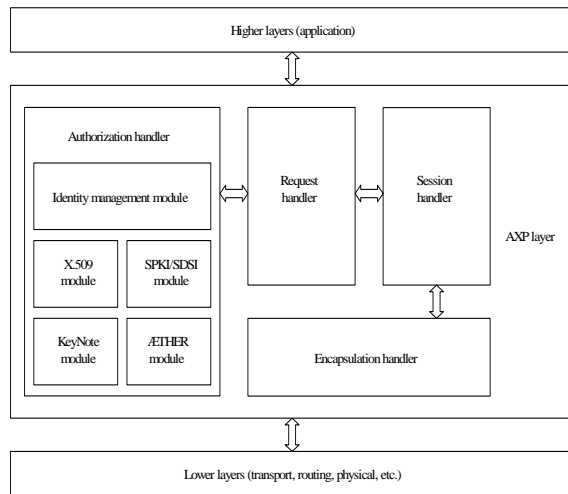 Higher layers (application)
Authorization handler
Identity management module
X.509
module
SPKI/SDSI
module
KeyNote
module
ÆTHER
module
Request
handler
Session
handler
AXP layer
Encapsulation handler
Lower layers (transport, routing, physical, etc.)